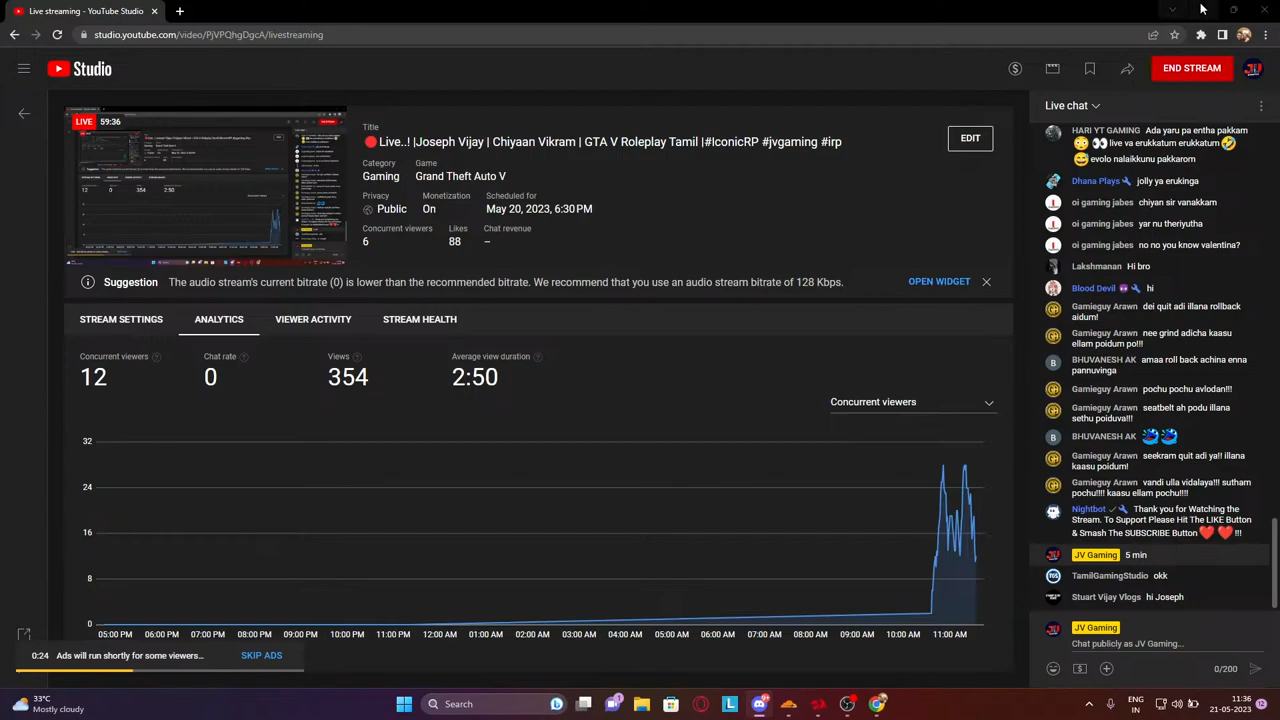 Live streaming - YouTube Studio
studio.youtube.com/video/PjVPQhgDgcA/livestreaming
Studio
END STREAM
LIVE 59:36
Title
Live..! | Joseph Vijay | Chiyaan Vikram | GTA V Roleplay Tamil |#IconicRP #jvgaming #irp
EDIT
Category
Gaming
Game
Grand Theft Auto V
Privacy
Public
Monetization
On
Scheduled for
May 20, 2023, 6:30 PM
Concurrent viewers
6
Likes
88
Chat revenue
—
Suggestion The audio stream's current bitrate (0) is lower than the recommended bitrate. We recommend that you use an audio stream bitrate of 128 Kbps.
OPEN WIDGET
STREAM SETTINGS
ANALYTICS
VIEWER ACTIVITY
STREAM HEALTH
Concurrent viewers
12
Chat rate
0
Views
354
Average view duration
2:50
Concurrent viewers
32
24
16
8
0
05:00 PM 06:00 PM 07:00 PM 08:00 PM 09:00 PM 10:00 PM 11:00 PM 12:00 AM 01:00 AM 02:00 AM 03:00 AM 04:00 AM 05:00 AM 06:00 AM 07:00 AM 08:00 AM 09:00 AM 10:00 AM 11:00 AM
0:24 Ads will run shortly for some viewers... SKIP ADS
Live chat
HARI YT GAMING Ada yaru pa entha pakkam
live va erukkatum erukkatum
evelo nalaikkunu pakkalam
Dhana Plays jolly ya irukinga
oi gaming jabes chiyan sir vanakkam
oi gaming jabes yar nu theriyutha
oi gaming jabes no no you know valentina?
Lakshmanan Hi bro
Blood Devil hi
Gamieguy Arawn dei quit adi illana rollback
aidum!
Gamieguy Arawn nee grind adicha kaasu
ellam poidum po!!!
BHUVANESH AK amaa roll back achina enna
pannuvinga
Gamieguy Arawn pochu pochu avlodan!!!
Gamieguy Arawn seatbelt ah podu illana
sethu poiduva!!
BHUVANESH AK
Gamieguy Arawn seekram quit adi ya!! illana
kaasu poidum!
Gamieguy Arawn vandi ulla vidalaya!! sutham
pochu!!!! kaasu ellam pochu!!!!
Nightbot Thank you for Watching the
Stream. To Support Please Hit The LIKE Button
& Smash The SUBSCRIBE Button !!!
JV Gaming 5 min
TamilGamingStudio okk
Stuart Vijay Vlogs hi Joseph
JV Gaming
Chat publicly as JV Gaming...
0/200
33°C
Mostly cloudy
Search
ENG
IN
11:36
21-05-2023